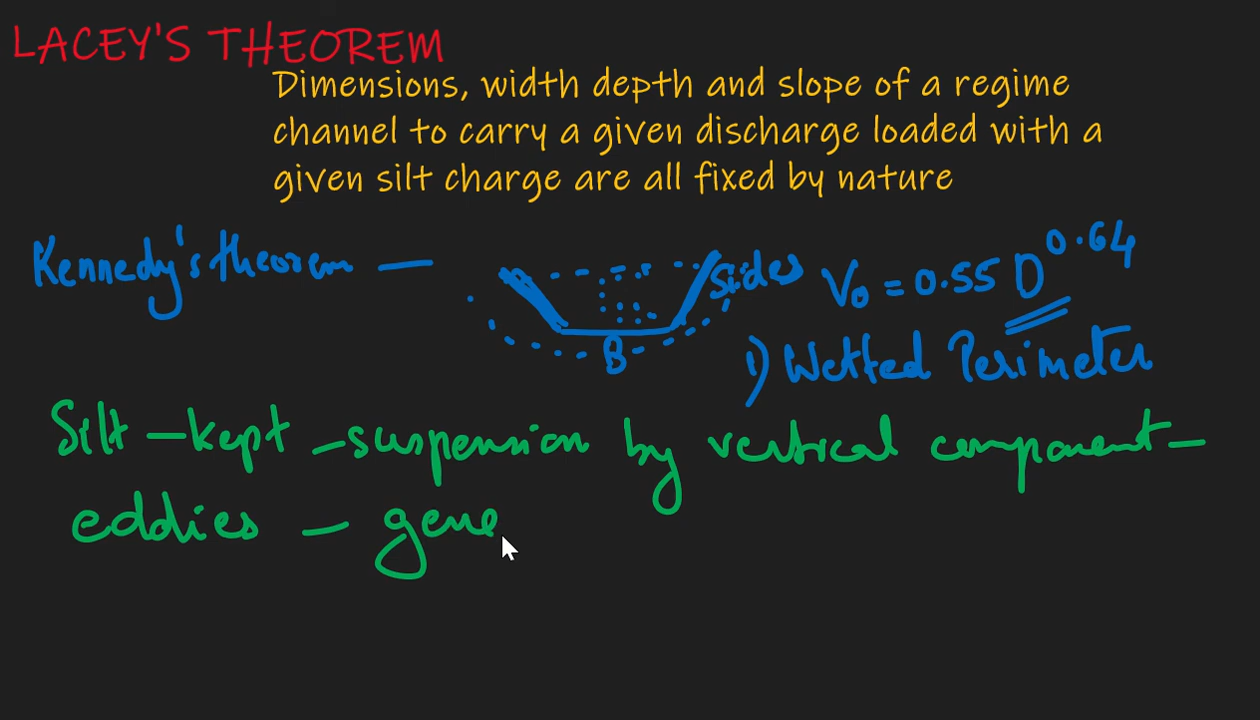 LACEY'S THEOREM
Dimensions, width depth and slope of a regime
channel to carry a given discharge loaded with a
given silt charge are all fixed by nature
Kennedy's theorem —
Sides
B
V₀ = 0.55 D^0.64
1) Wetted Perimeter
Silt — kept — suspension by vertical component —
eddies — gene